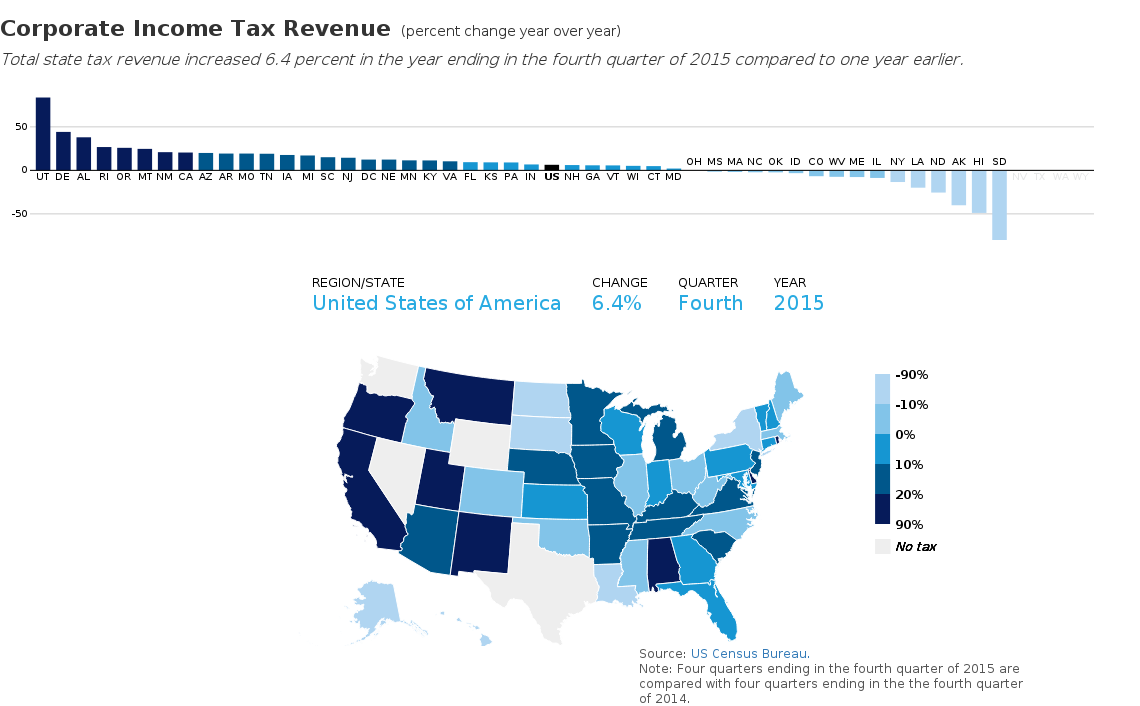 Corporate Income Tax Revenue (percent change year over year)
Total state tax revenue increased 6.4 percent in the year ending in the fourth quarter of 2015 compared to one year earlier.
50
OH MS MA NC OK ID CO WV ME IL NY LA ND AK HI SD
0
UT DE AL RI OR MT NM CA AZ AR MO TN IA MI SC NJ DC NE MN KY VA FL KS PA IN US NH GA VT WI CT MD NV TX WA WY
-50
REGION/STATE CHANGE QUARTER YEAR
United States of America 6.4% Fourth 2015
-90%
-10%
0%
10%
20%
90%
No tax
Source: US Census Bureau.
Note: Four quarters ending in the fourth quarter of 2015 are
compared with four quarters ending in the the fourth quarter
of 2014.